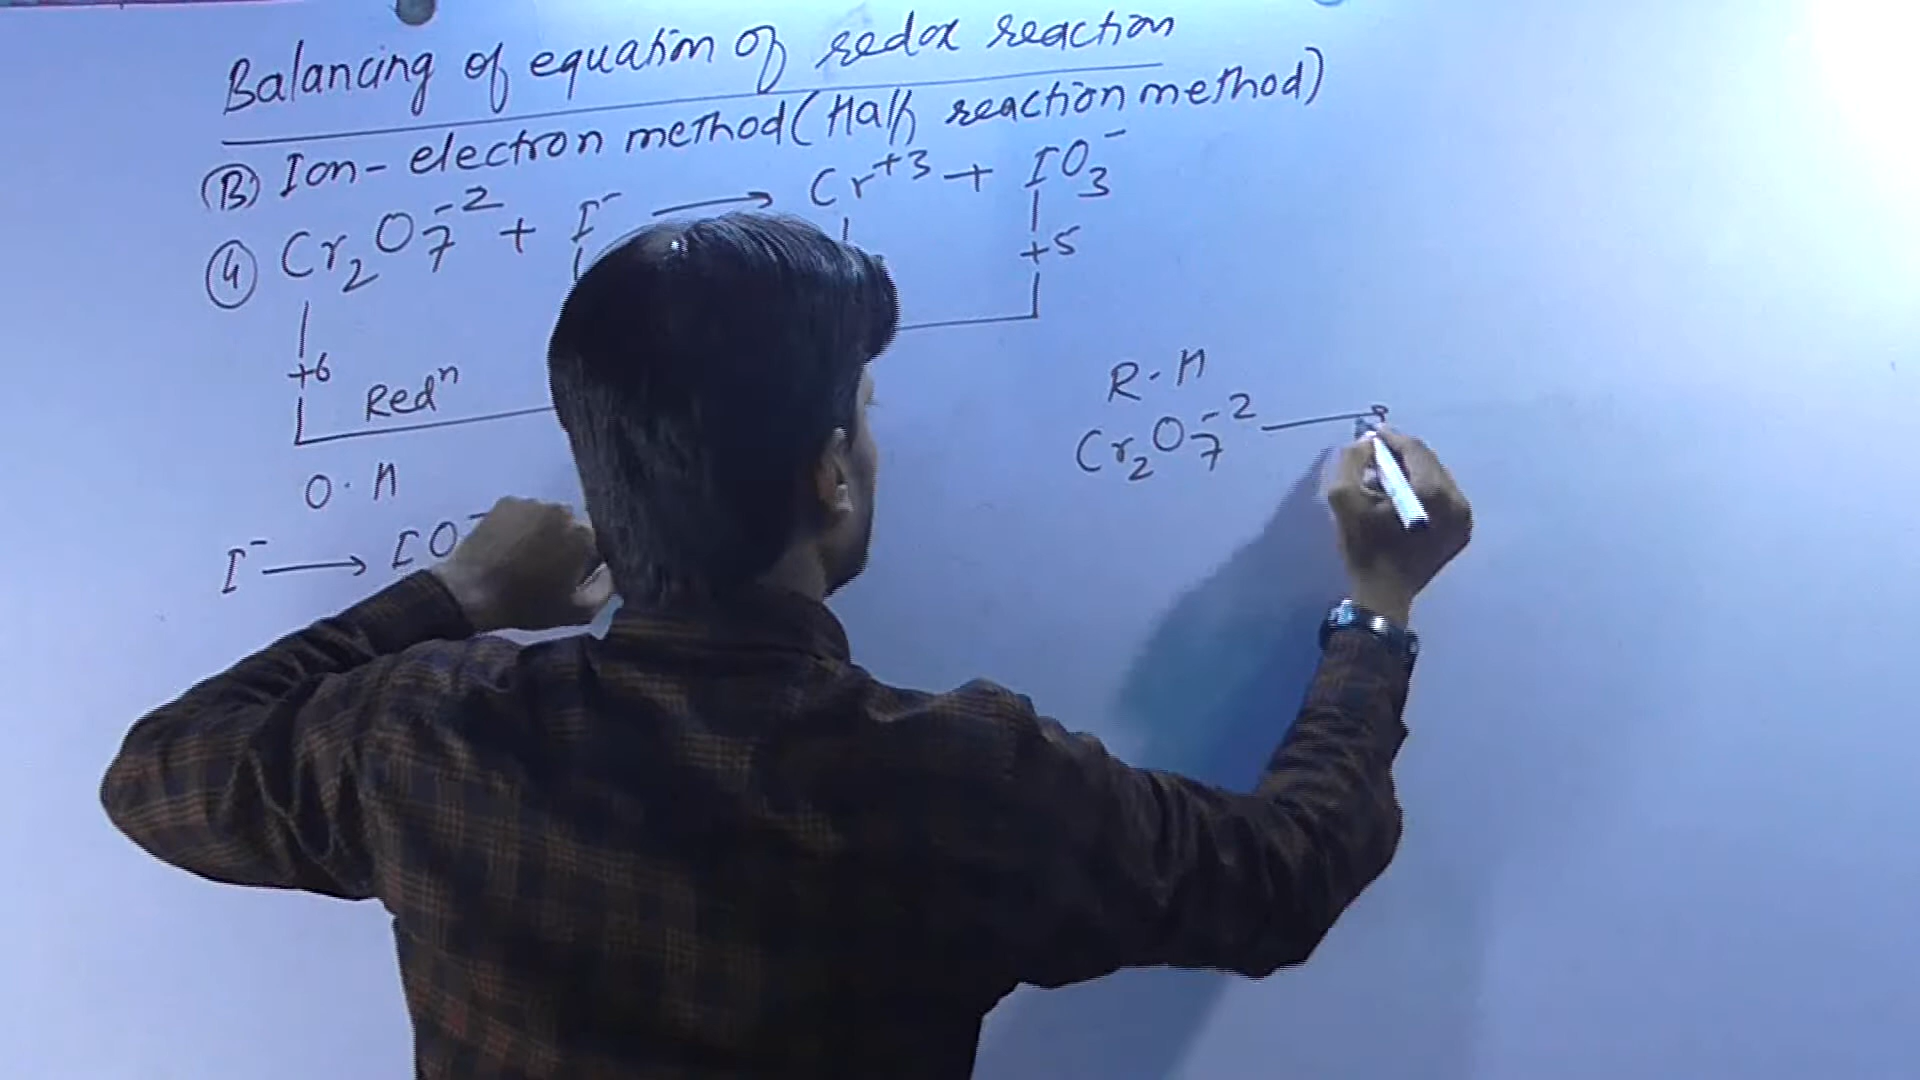 Balancing of equation of redox reaction
(B) Ion-electron method (Half reaction method)
(4) Cr₂O₇⁻² + I⁻ → Cr⁺³ + IO₃⁻
+5
+6
Redⁿ
R.H
Cr₂O₇⁻² →
O.H
I⁻ → IO⁻